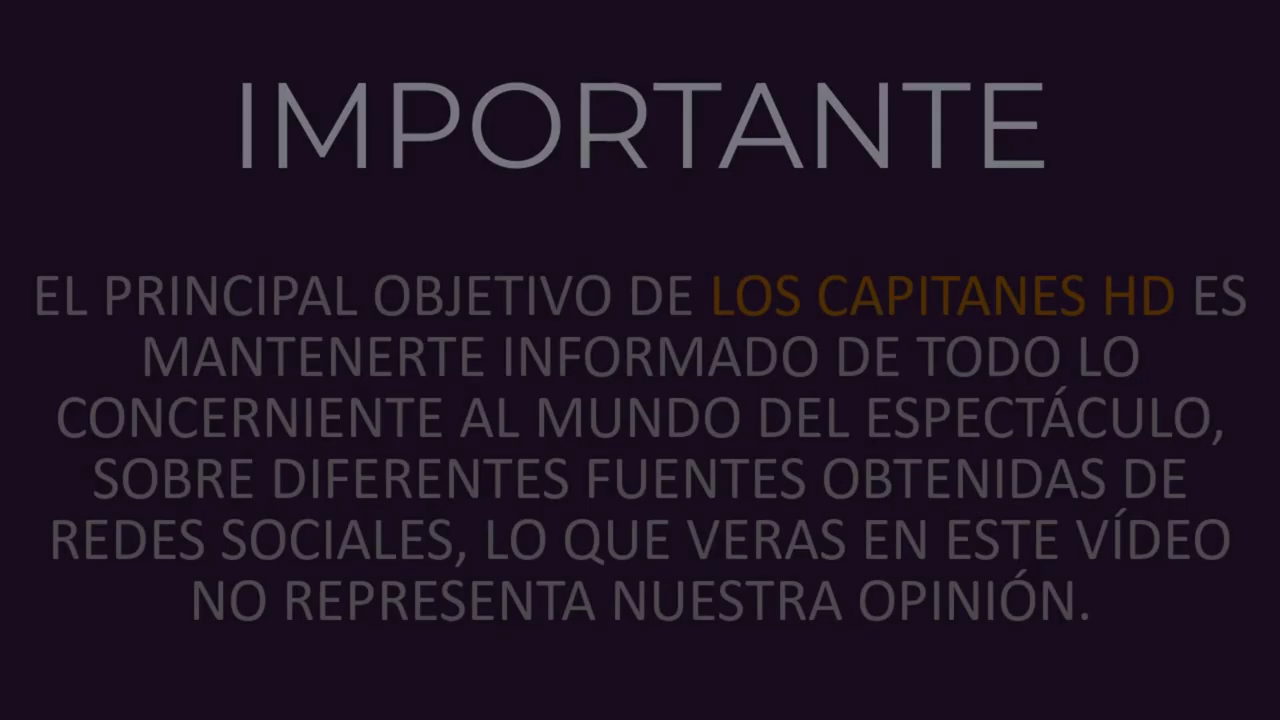 IMPORTANTE
EL PRINCIPAL OBJETIVO DE LOS CAPITANES HD ES
MANTENERTE INFORMADO DE TODO LO
CONCERNIENTE AL MUNDO DEL ESPECTÁCULO,
SOBRE DIFERENTES FUENTES OBTENIDAS DE
REDES SOCIALES, LO QUE VERAS EN ESTE VÍDEO
NO REPRESENTA NUESTRA OPINIÓN.